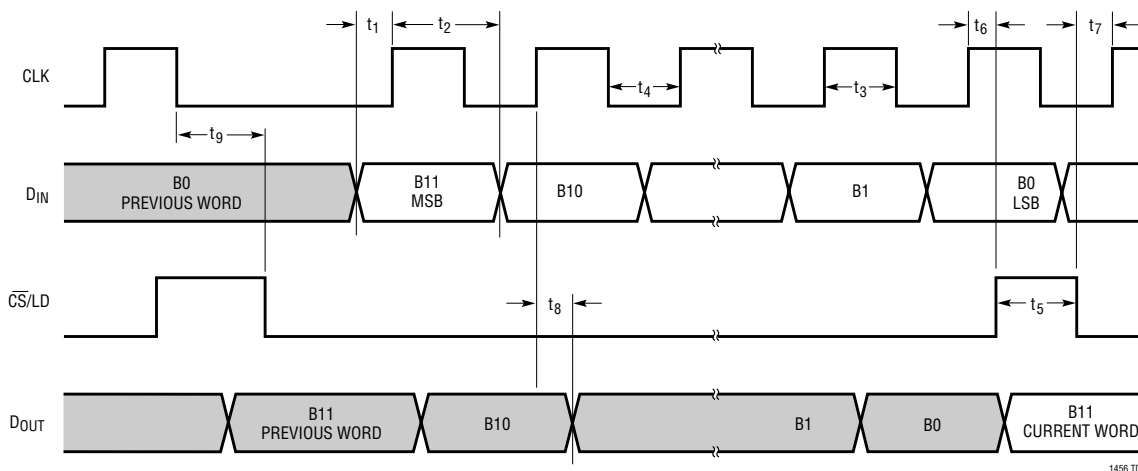 t1
t2
t6
t7
CLK
t4
t3
t9
DIN
B0
PREVIOUS WORD
B11
MSB
B10
B1
B0
LSB
CS/LD
t8
t5
DOUT
B11
PREVIOUS WORD
B10
B1
B0
B11
CURRENT WORD